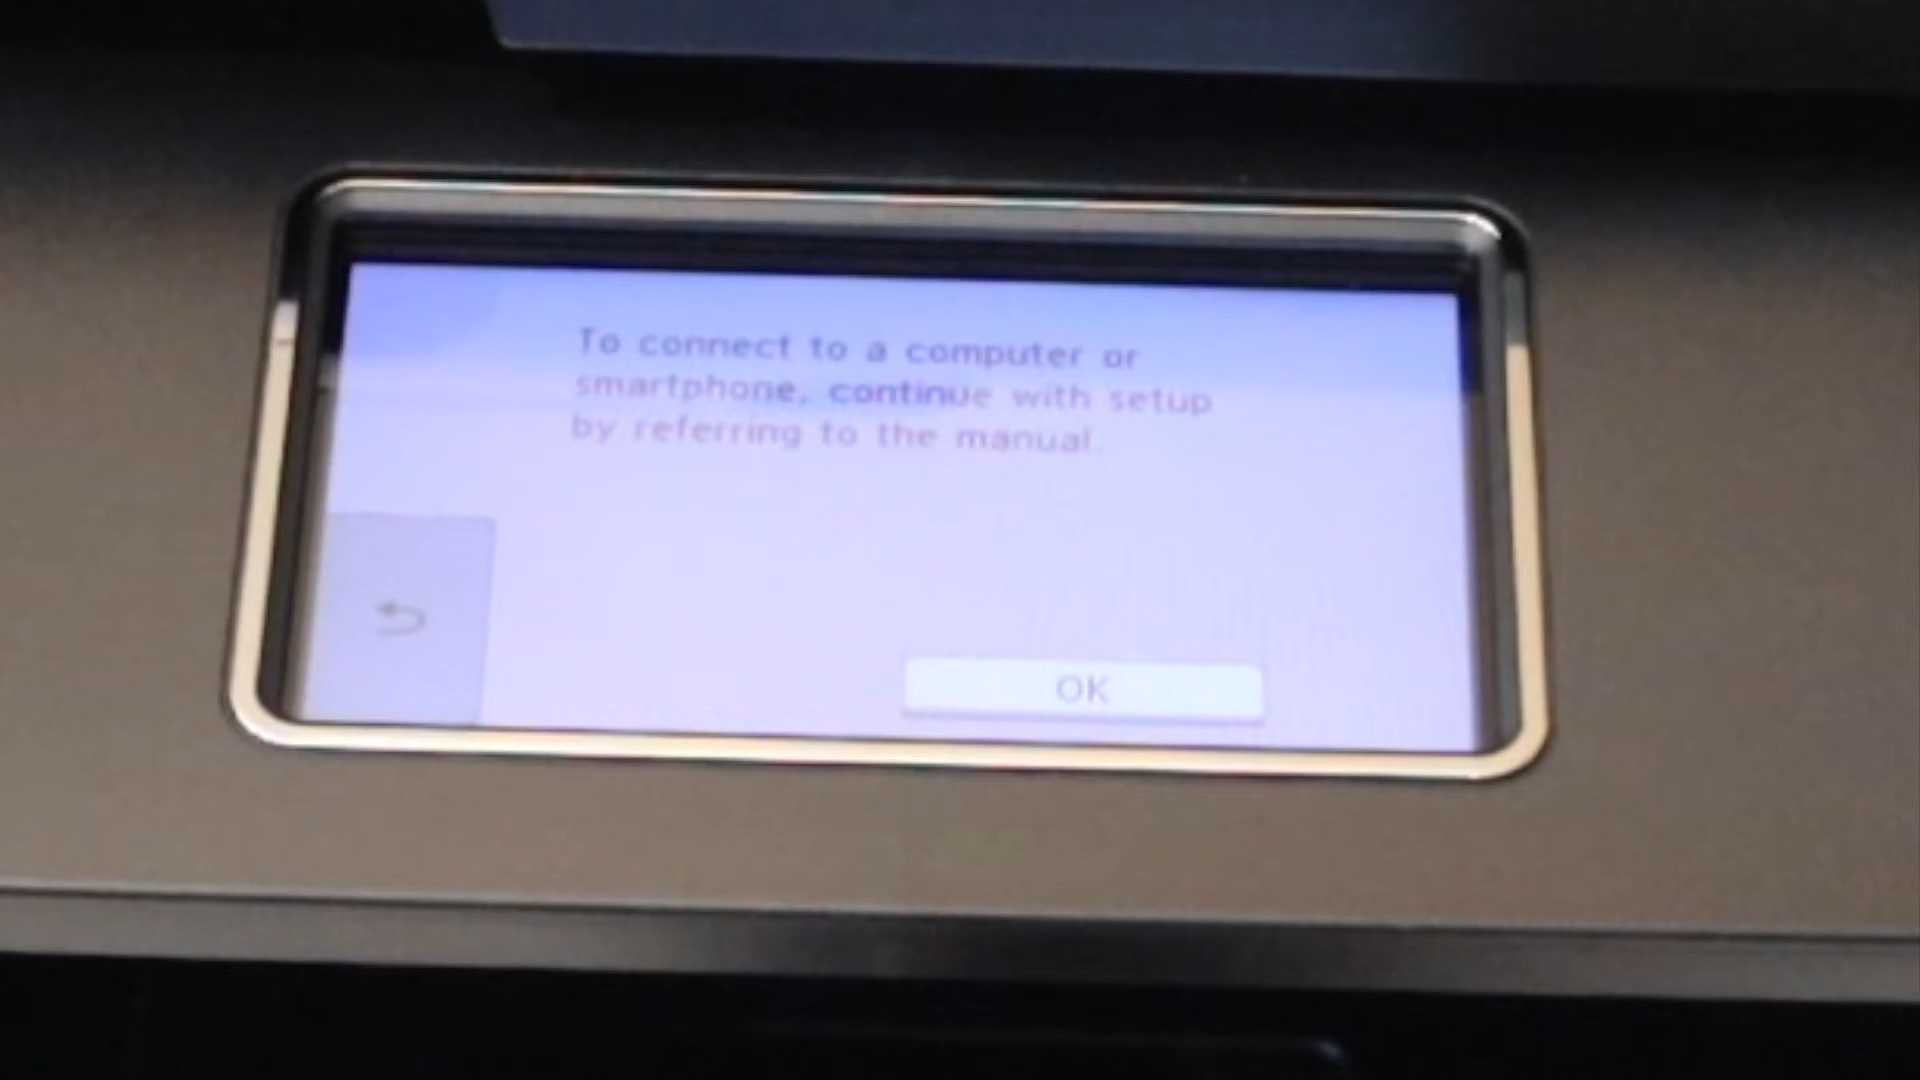 To connect to a computer or
smartphone, continue with setup
by referring to the manual.
OK